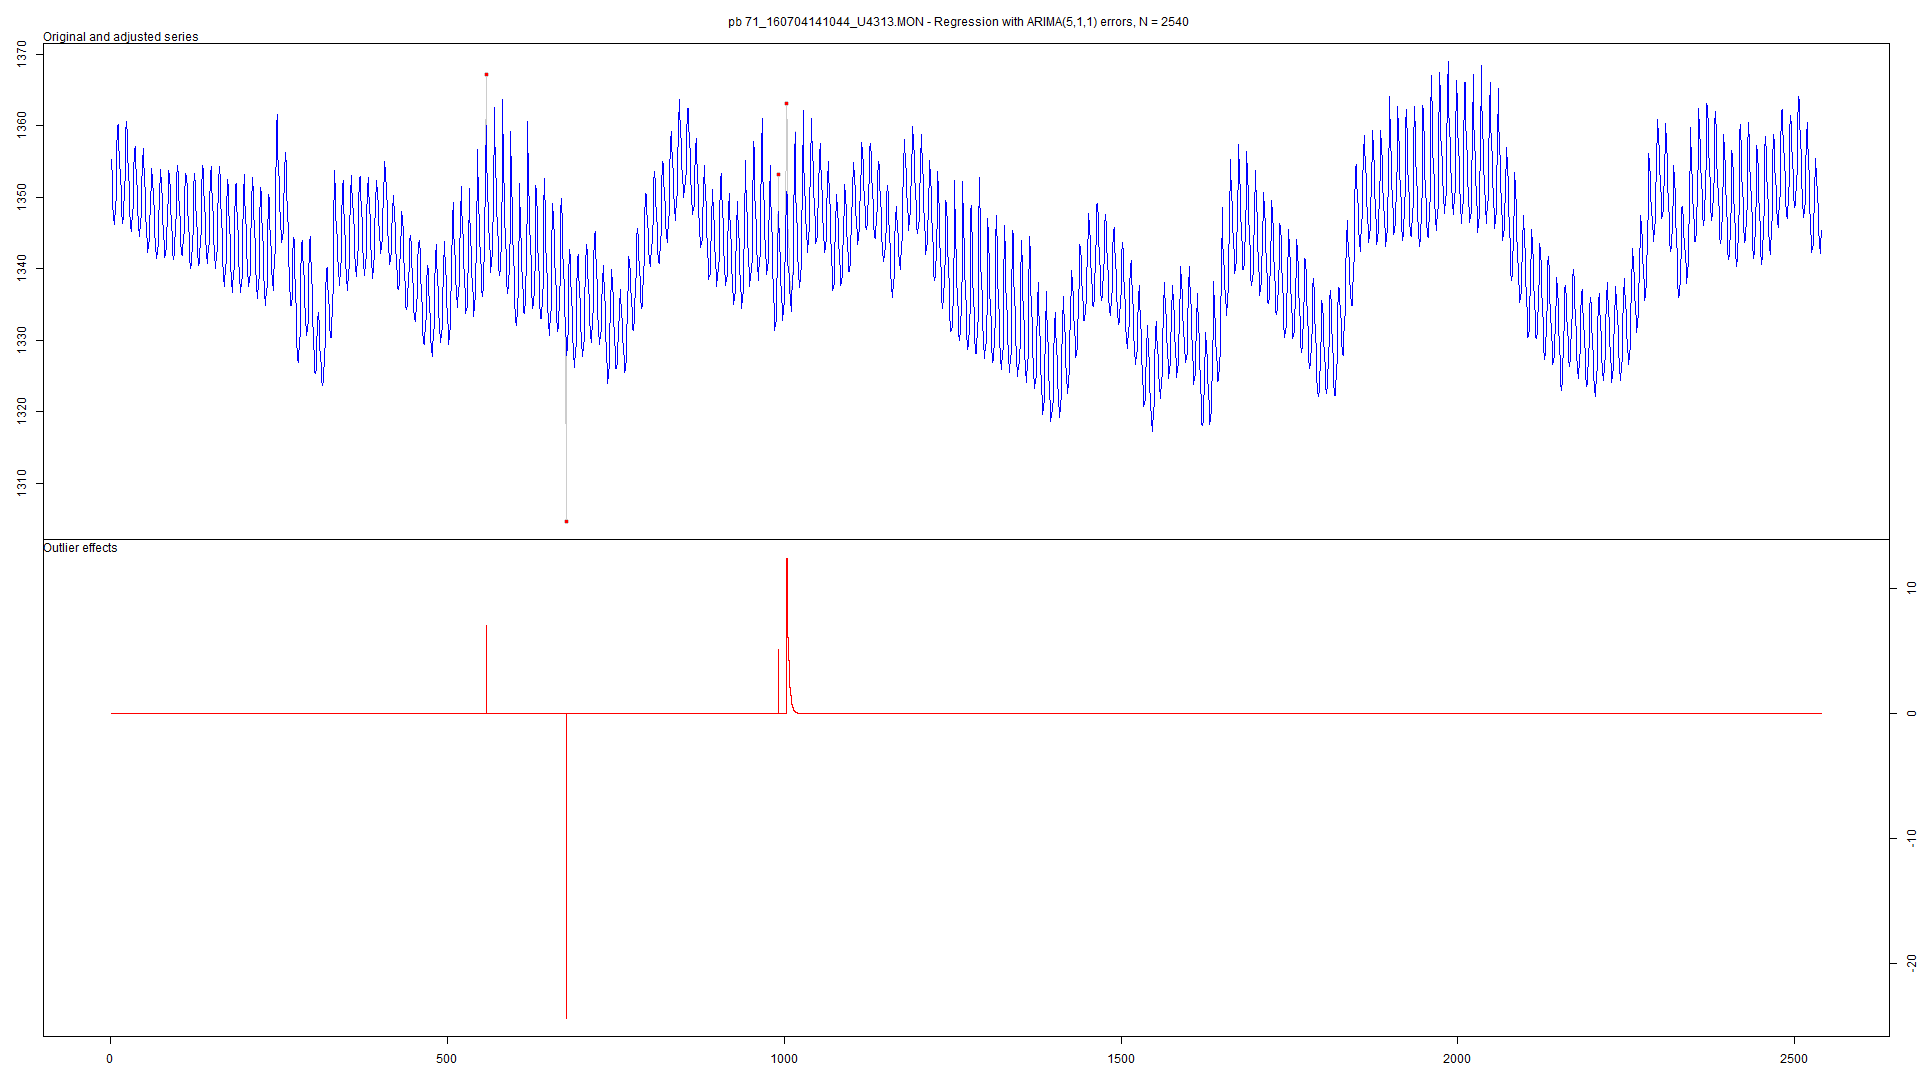 pb 71_160704141044_U4313.MON - Regression with ARIMA(5,1,1) errors, N = 2540
Original and adjusted series
1370
1360
1350
1340
1330
1320
1310
Outlier effects
10
0
-10
-20
0 500 1000 1500 2000 2500